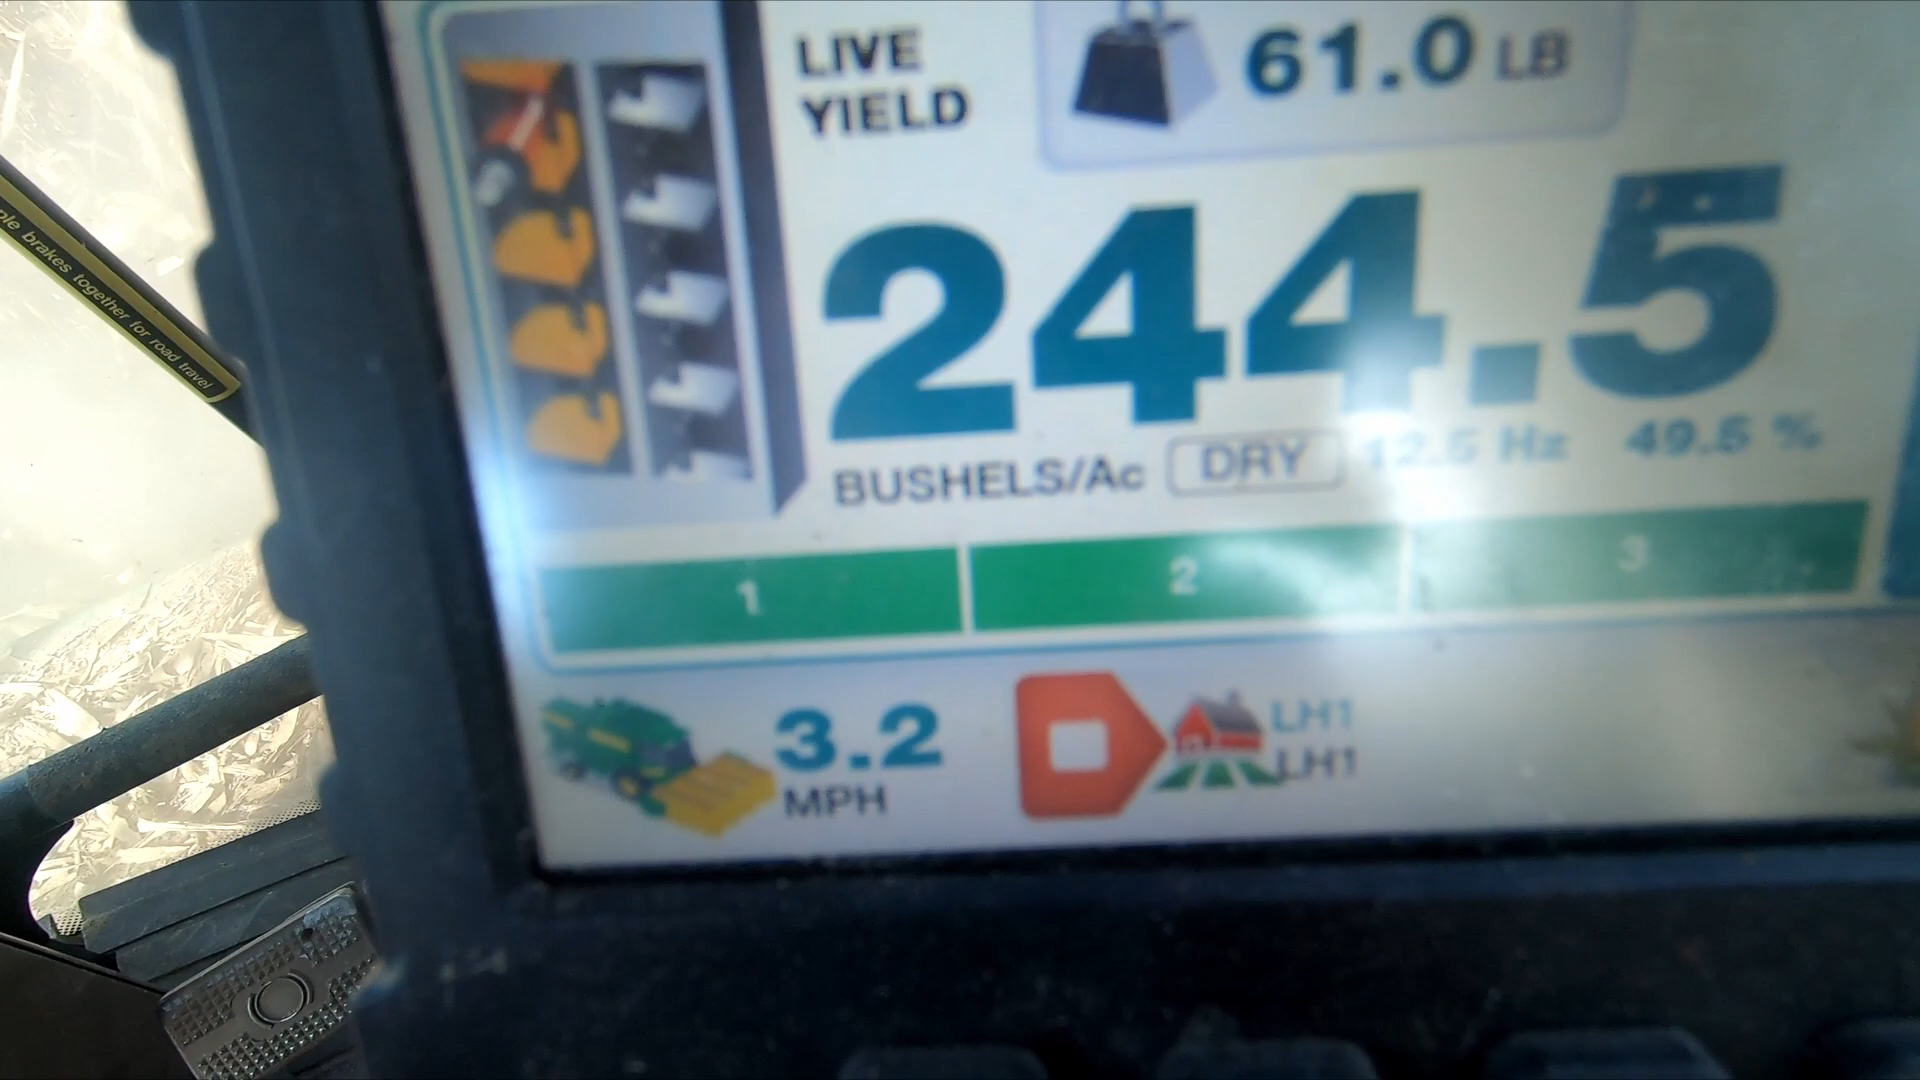 LIVE
YIELD
61.0 LB
244.5
BUSHELS/Ac DRY 12.5 Hz 49.5 %
1 2 3
3.2
MPH
LH1
LH1
ple brakes together for road travel